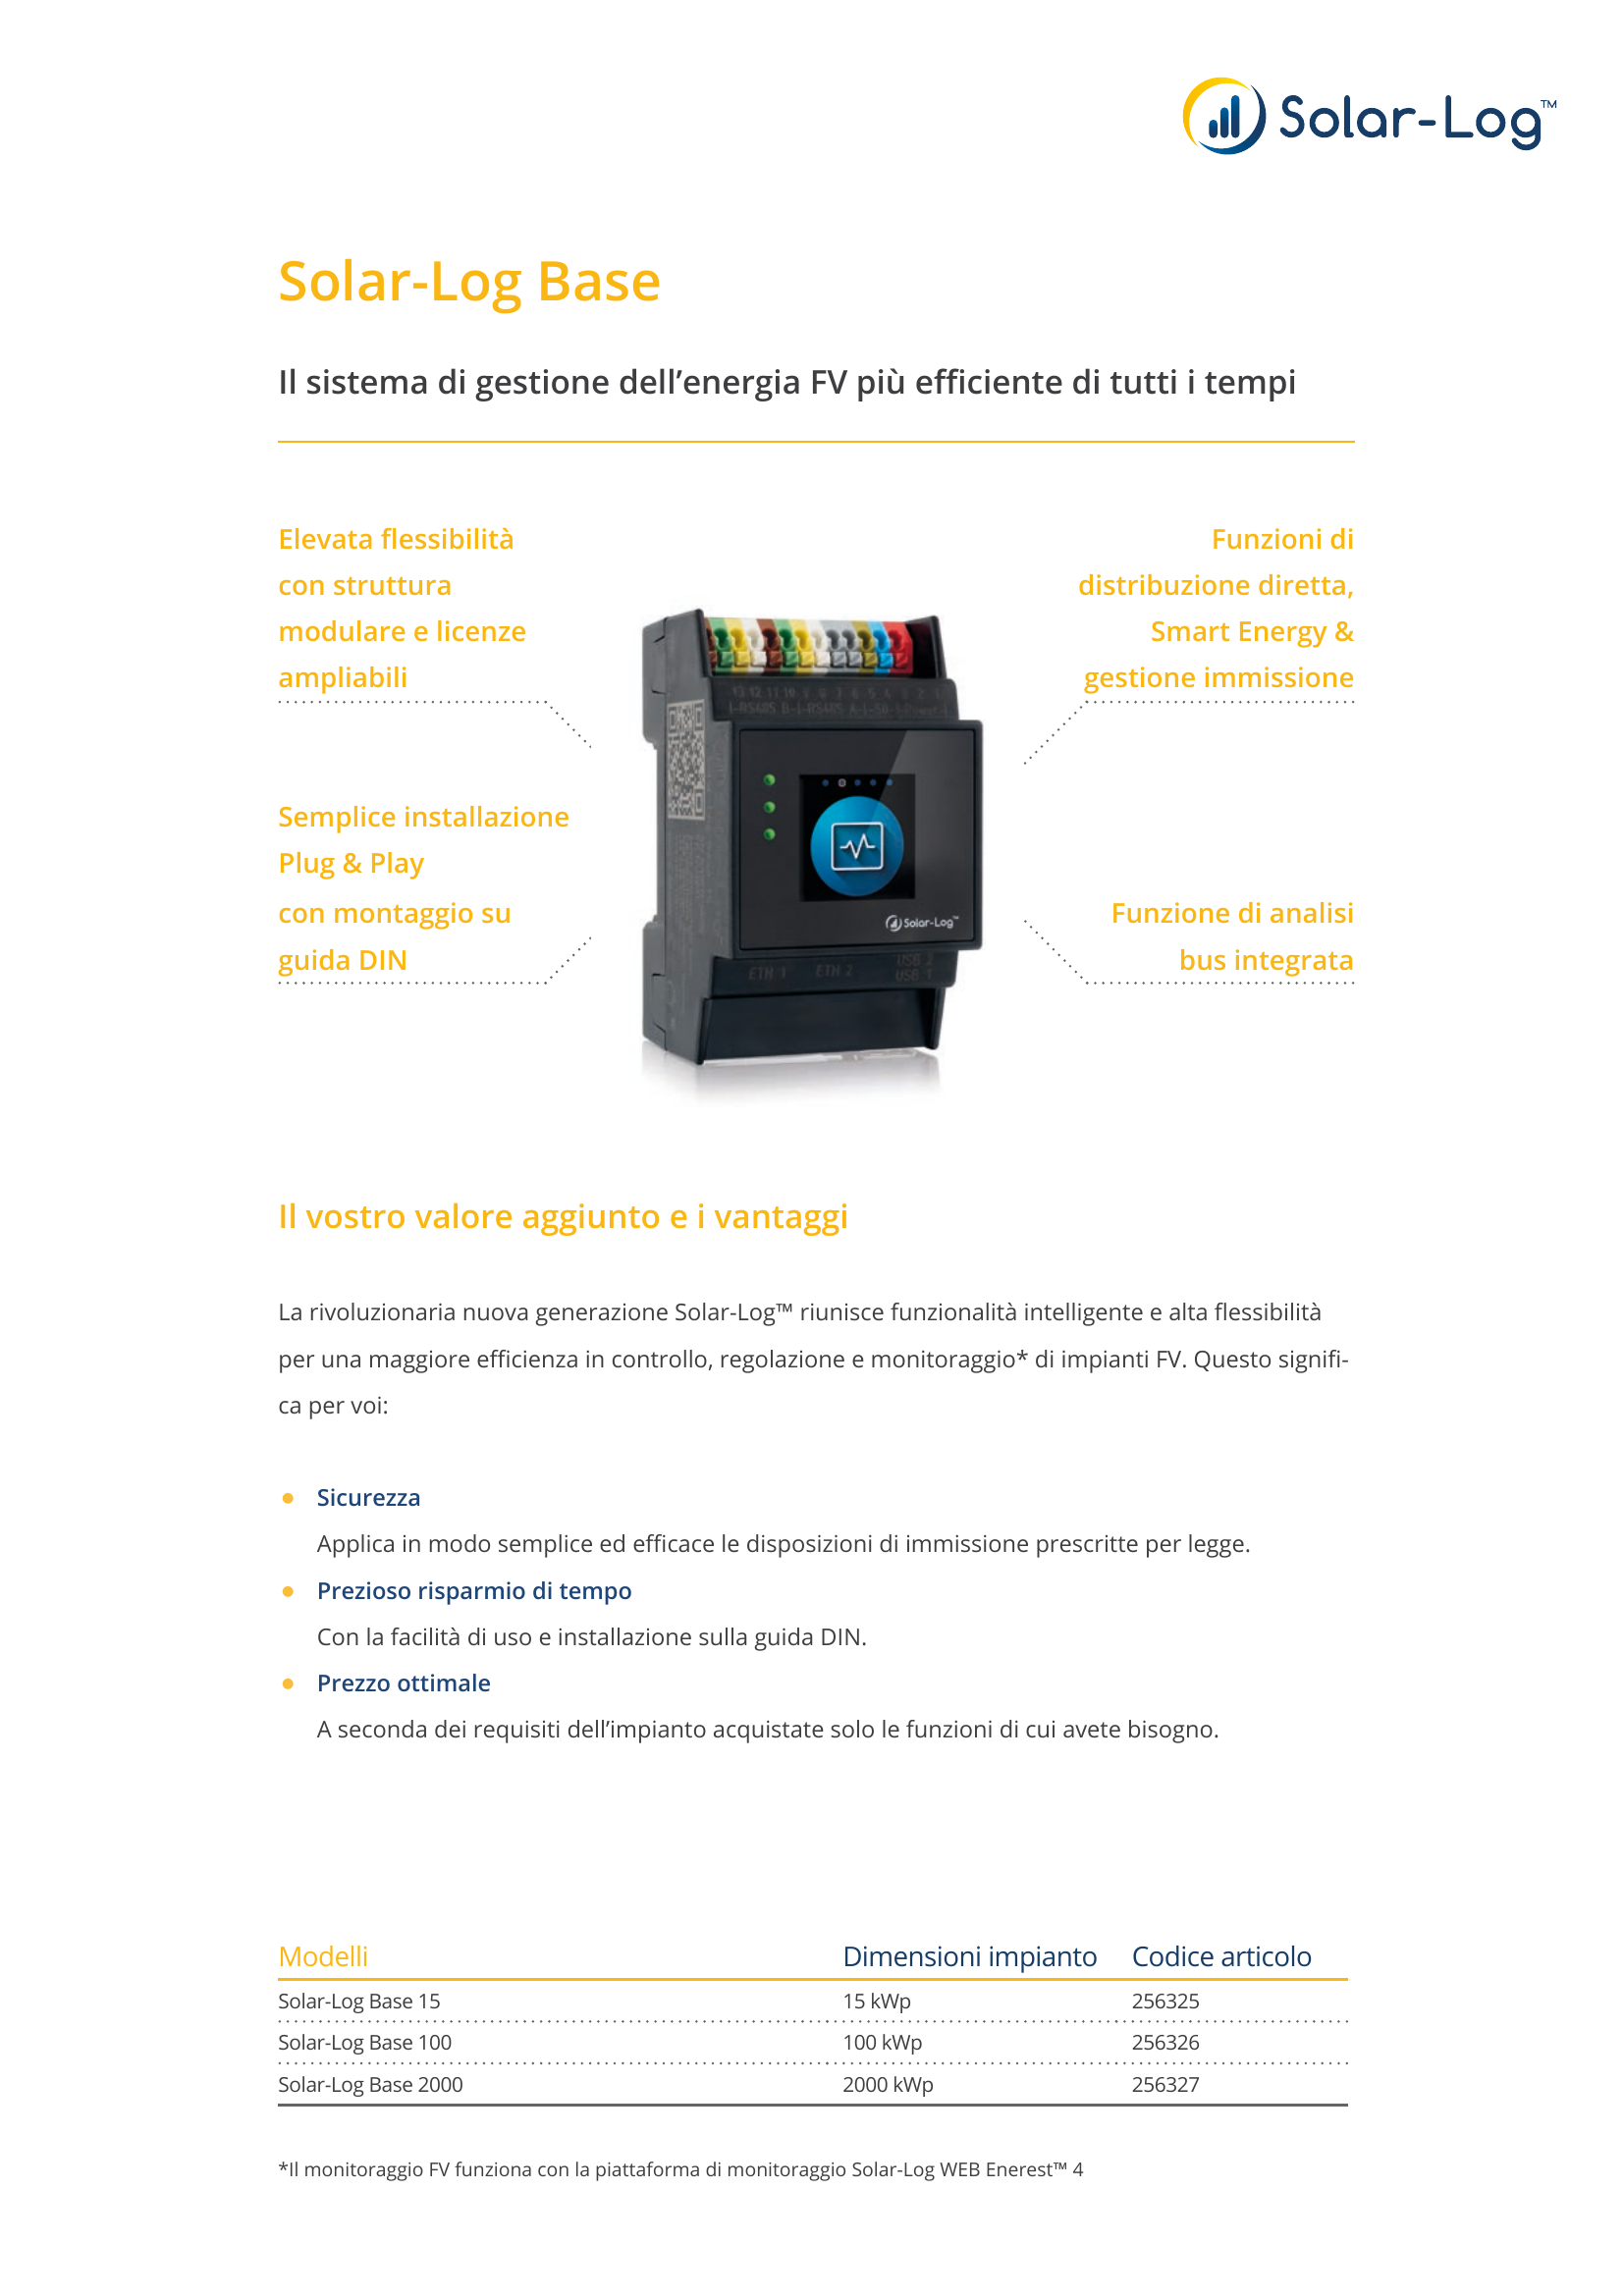 Solar-Log™
Solar-Log Base
Il sistema di gestione dell’energia FV più efficiente di tutti i tempi
Elevata flessibilità
con struttura
modulare e licenze
ampliabili
Funzioni di
distribuzione diretta,
Smart Energy &
gestione immissione
Semplice installazione
Plug & Play
con montaggio su
guida DIN
Funzione di analisi
bus integrata
Solar-Log™
ETH 1 ETH 2
USB 2
USB 1
Il vostro valore aggiunto e i vantaggi
La rivoluzionaria nuova generazione Solar-Log™ riunisce funzionalità intelligente e alta flessibilità
per una maggiore efficienza in controllo, regolazione e monitoraggio* di impianti FV. Questo signifi-
ca per voi:
• Sicurezza
Applica in modo semplice ed efficace le disposizioni di immissione prescritte per legge.
• Prezioso risparmio di tempo
Con la facilità di uso e installazione sulla guida DIN.
• Prezzo ottimale
A seconda dei requisiti dell’impianto acquistate solo le funzioni di cui avete bisogno.
Modelli Dimensioni impianto Codice articolo
Solar-Log Base 15 15 kWp 256325
Solar-Log Base 100 100 kWp 256326
Solar-Log Base 2000 2000 kWp 256327
*Il monitoraggio FV funziona con la piattaforma di monitoraggio Solar-Log WEB Enerest™ 4